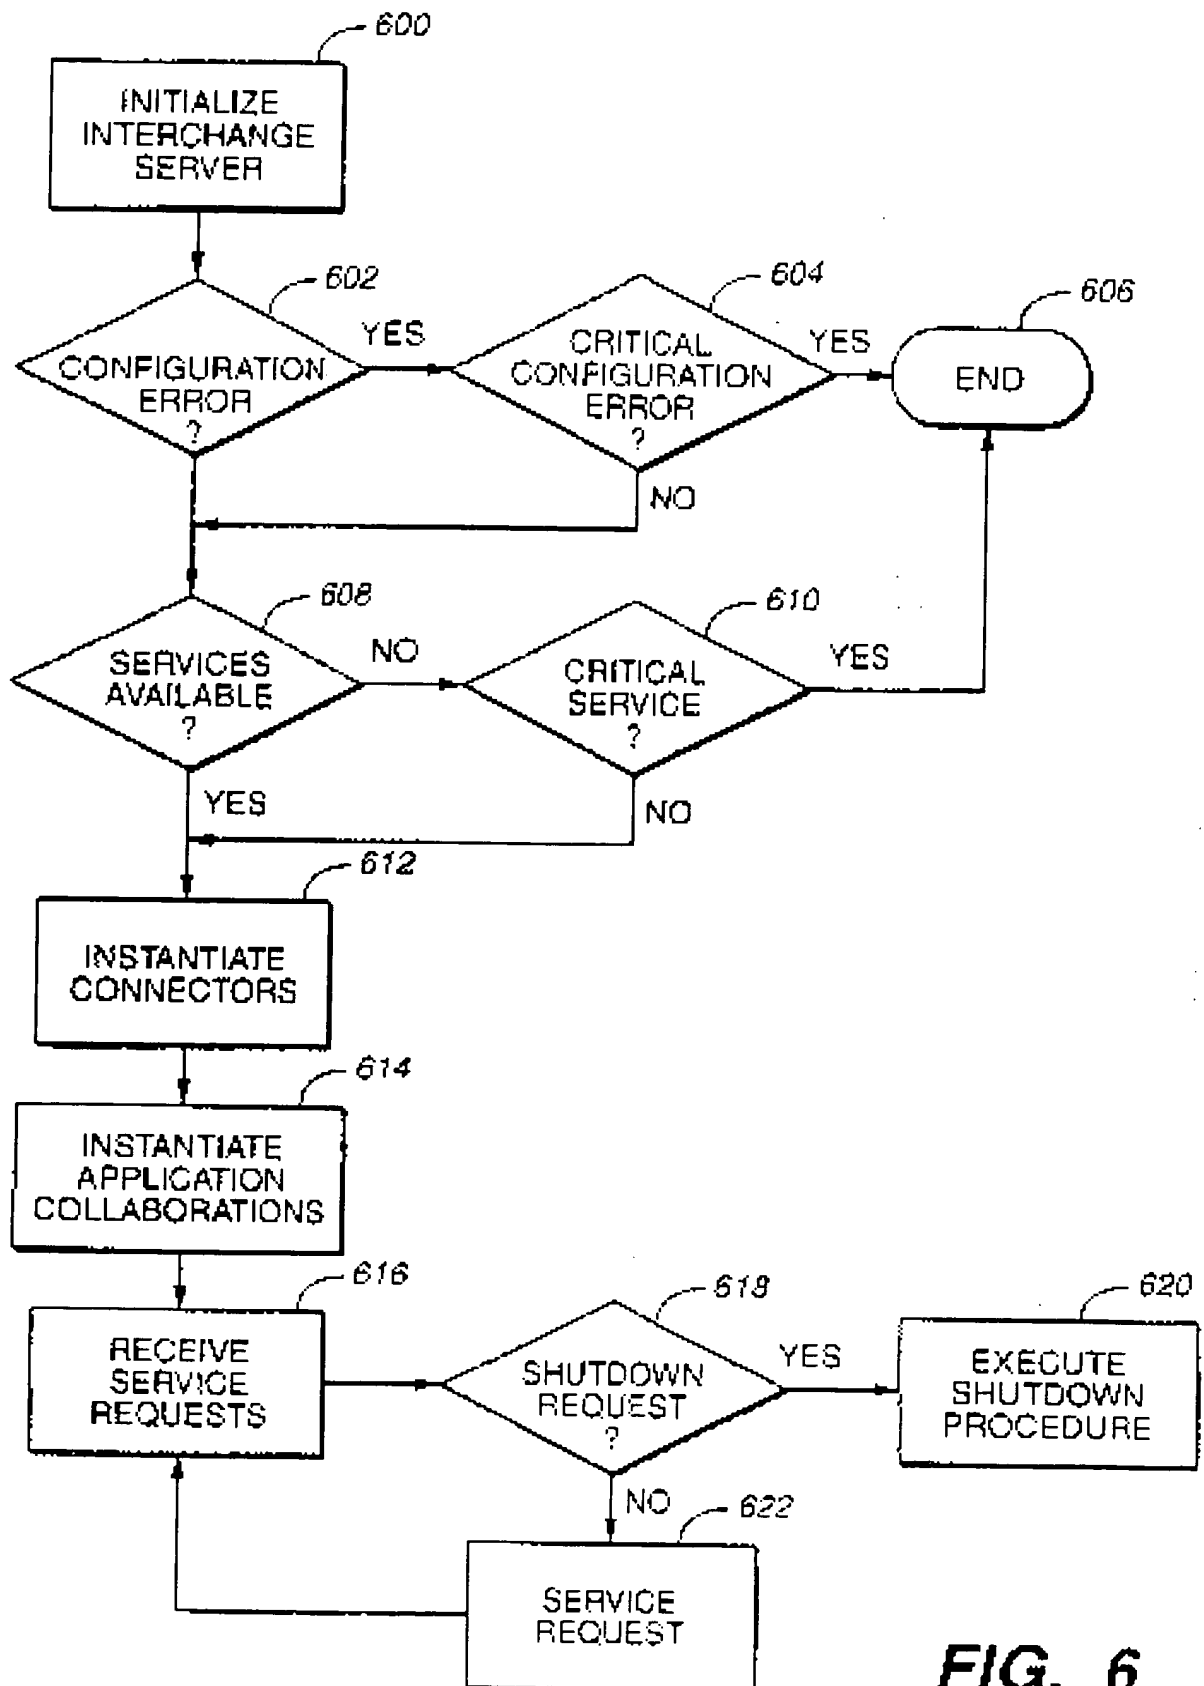 600
INITIALIZE
INTERCHANGE
SERVER
602
CONFIGURATION
ERROR
?
YES
604
CRITICAL
CONFIGURATION
ERROR
?
YES
606
END
NO
608
SERVICES
AVAILABLE
?
NO
610
CRITICAL
SERVICE
?
YES
YES
NO
612
INSTANTIATE
CONNECTORS
614
INSTANTIATE
APPLICATION
COLLABORATIONS
616
RECEIVE
SERVICE
REQUESTS
618
SHUTDOWN
REQUEST
?
YES
620
EXECUTE
SHUTDOWN
PROCEDURE
NO
622
SERVICE
REQUEST
FIG. 6